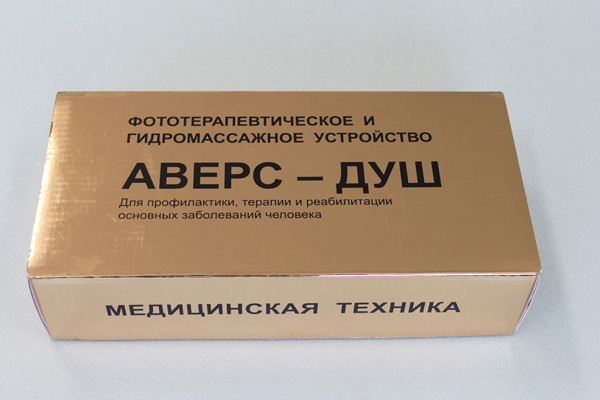 ФОТОТЕРАПЕВТИЧЕСКОЕ И
ГИДРОМАССАЖНОЕ УСТРОЙСТВО
АВЕРС – ДУШ
Для профилактики, терапии и реабилитации
основных заболеваний человека
МЕДИЦИНСКАЯ ТЕХНИКА